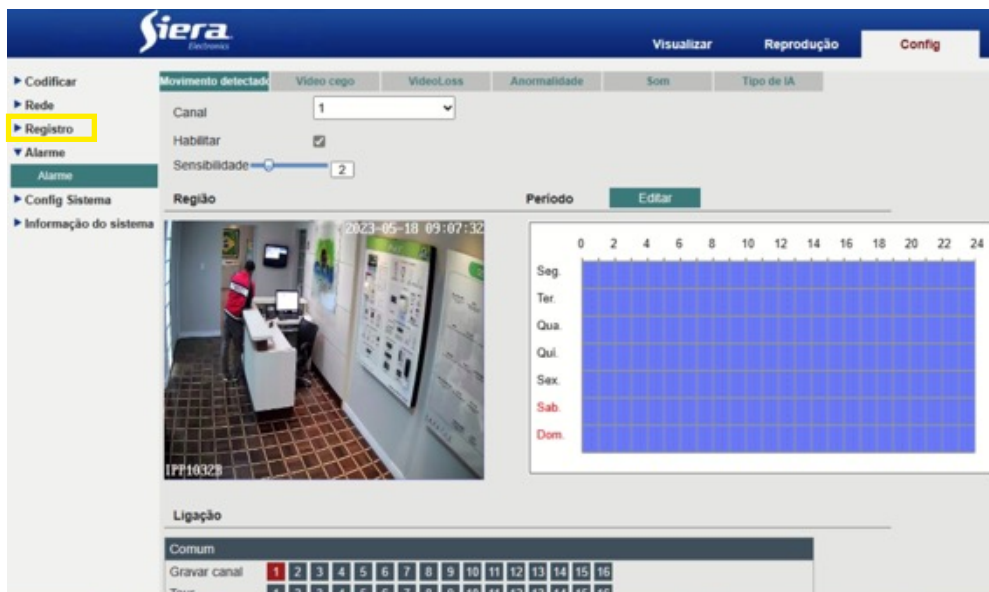 Siera
Electronics
Visualizar Reprodução Config
Codificar
Rede
Registro
Alarme
Alarme
Config Sistema
Informação do sistema
Movimento detectado Vídeo cego VideoLoss Anormalidade Som Tipo de IA
Canal 1
Habilitar
Sensibilidade 2
Região Período Editar
2023-05-18 09:07:32
IPP1032B
0 2 4 6 8 10 12 14 16 18 20 22 24
Seg.
Ter.
Qua.
Qui.
Sex.
Sab.
Dom.
Ligação
Comum
Gravar canal 1 2 3 4 5 6 7 8 9 10 11 12 13 14 15 16